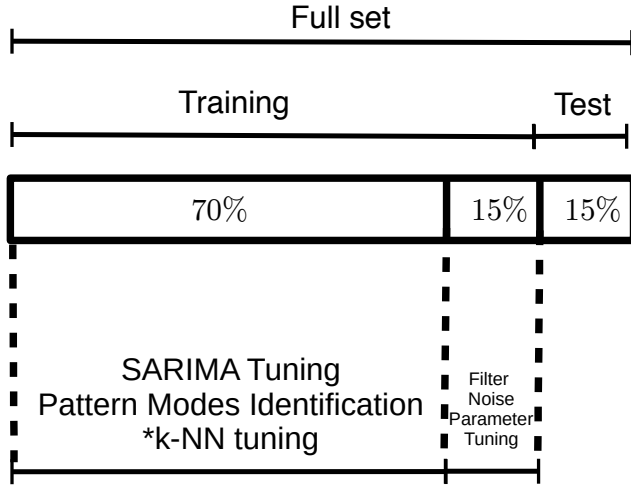 Full set
Training
Test
70%
15%
15%
SARIMA Tuning
Pattern Modes Identification
*k-NN tuning
Filter
Noise
Parameter
Tuning